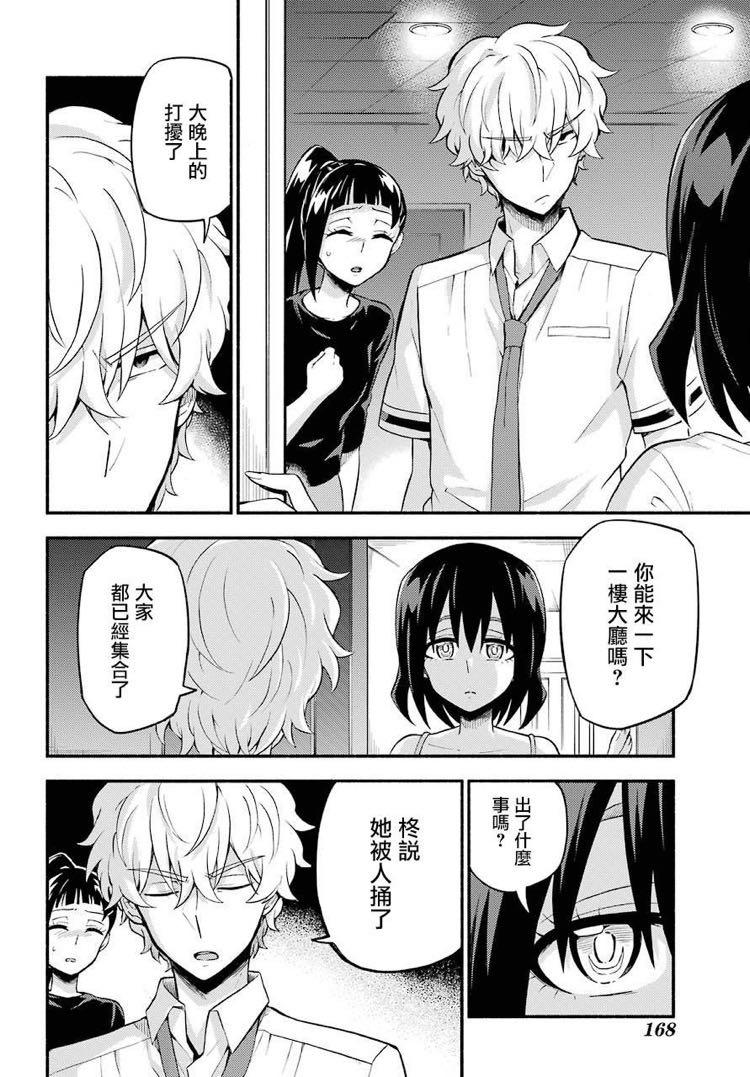 大晚上的
打擾了
你能來一下
一樓大廳嗎？
大家
都已經集合了
出了什麼
事嗎？
柊説
她被人捅了
168